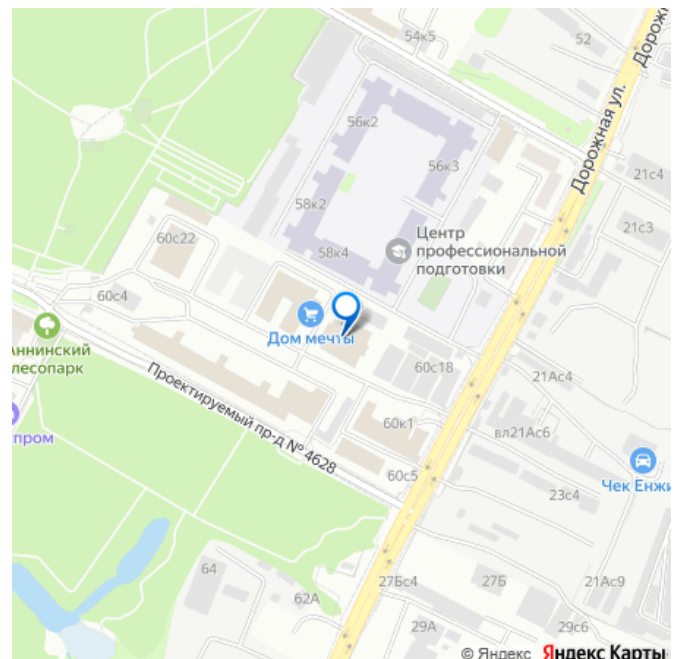 54к5
52
Дорожная ул.
56к2
56к3
21с4
58к2
21с3
Центр
профессиональной
подготовки
60с22
58к4
60с4
Дом мечты
Аннинский
лесопарк
60с18
21Ас4
Проектируемый пр-д № 4628
60к1
вл21Ас6
пром
60с5
Чек Енжи
23с4
64
62А
27Бс4
27Б
21Ас9
29А
29с6
© Яндекс Яндекс Карты